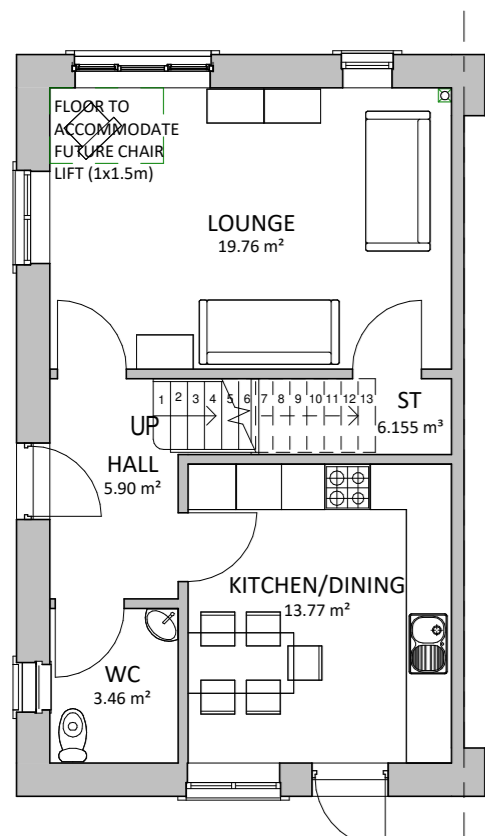 FLOOR TO
ACCOMMODATE
FUTURE CHAIR
LIFT (1x1.5m)
LOUNGE
19.76 m²
1 2 3 4 5 6 7 8 9 10 11 12 13
UP
ST
6.155 m³
HALL
5.90 m²
KITCHEN/DINING
13.77 m²
WC
3.46 m²